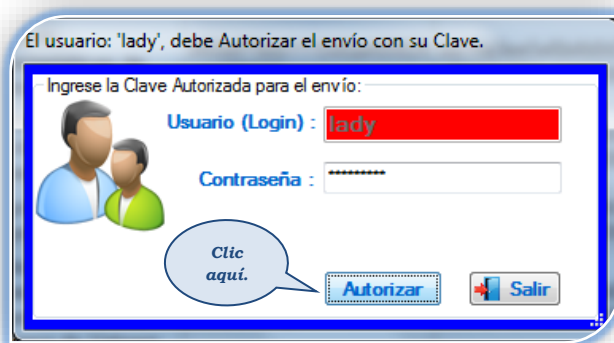 El usuario: 'lady', debe Autorizar el envío con su Clave.
Ingrese la Clave Autorizada para el envío:
Usuario (Login) : lady
Contraseña : *********
Clic
aquí.
Autorizar Salir